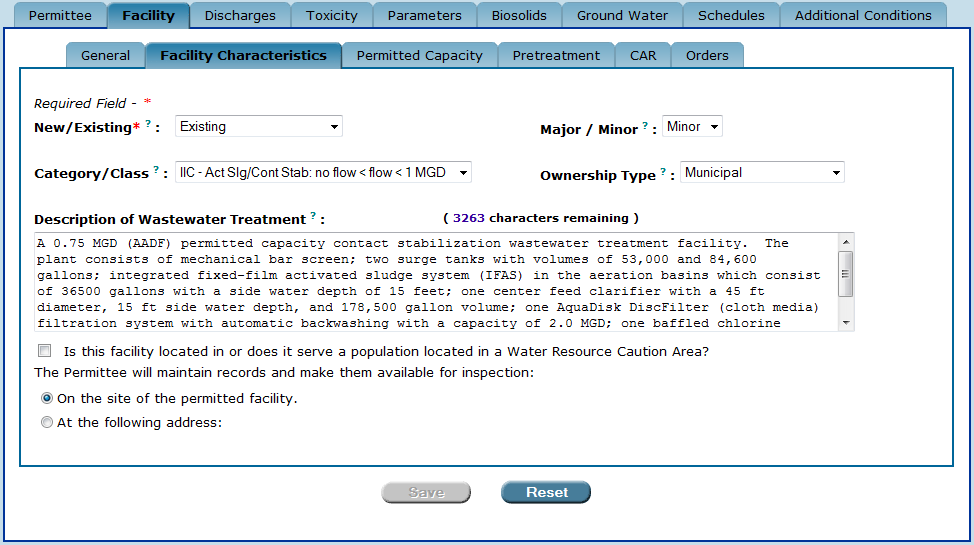 Permittee Facility Discharges Toxicity Parameters Biosolids Ground Water Schedules Additional Conditions
General Facility Characteristics Permitted Capacity Pretreatment CAR Orders
Required Field - *
New/Existing* ? : Existing Major / Minor ? : Minor
Category/Class ? : IIC - Act Slg/Cont Stab: no flow < flow < 1 MGD Ownership Type ? : Municipal
Description of Wastewater Treatment ? : ( 3263 characters remaining )
A 0.75 MGD (AADF) permitted capacity contact stabilization wastewater treatment facility. The
plant consists of mechanical bar screen; two surge tanks with volumes of 53,000 and 84,600
gallons; integrated fixed-film activated sludge system (IFAS) in the aeration basins which consist
of 36500 gallons with a side water depth of 15 feet; one center feed clarifier with a 45 ft
diameter, 15 ft side water depth, and 178,500 gallon volume; one AquaDisk DiscFilter (cloth media)
filtration system with automatic backwashing with a capacity of 2.0 MGD; one baffled chlorine
Is this facility located in or does it serve a population located in a Water Resource Caution Area?
The Permittee will maintain records and make them available for inspection:
On the site of the permitted facility.
At the following address:
Save Reset